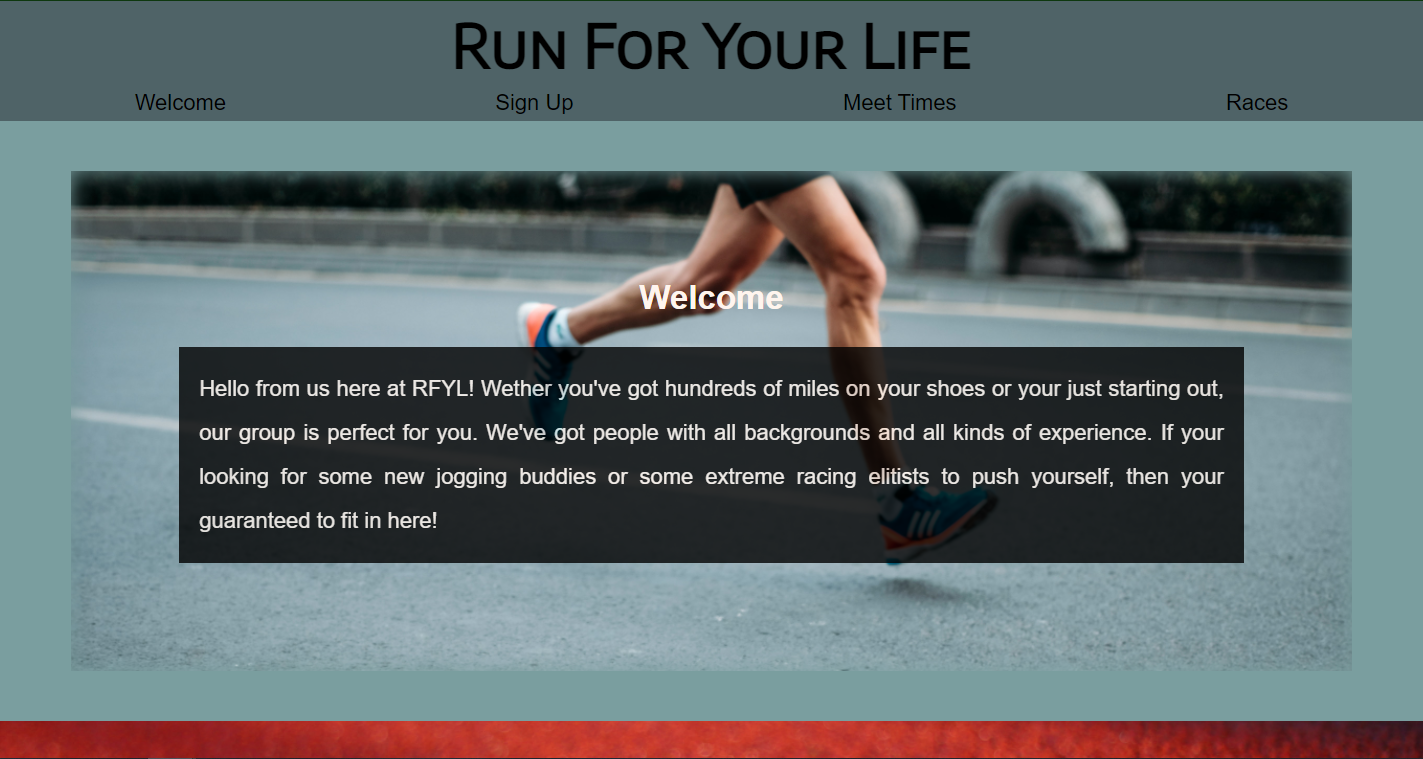 Run For Your Life
Welcome
Sign Up
Meet Times
Races
Welcome
Hello from us here at RFYL! Wether you've got hundreds of miles on your shoes or your just starting out,
our group is perfect for you. We've got people with all backgrounds and all kinds of experience. If your
looking for some new jogging buddies or some extreme racing elitists to push yourself, then your
guaranteed to fit in here!